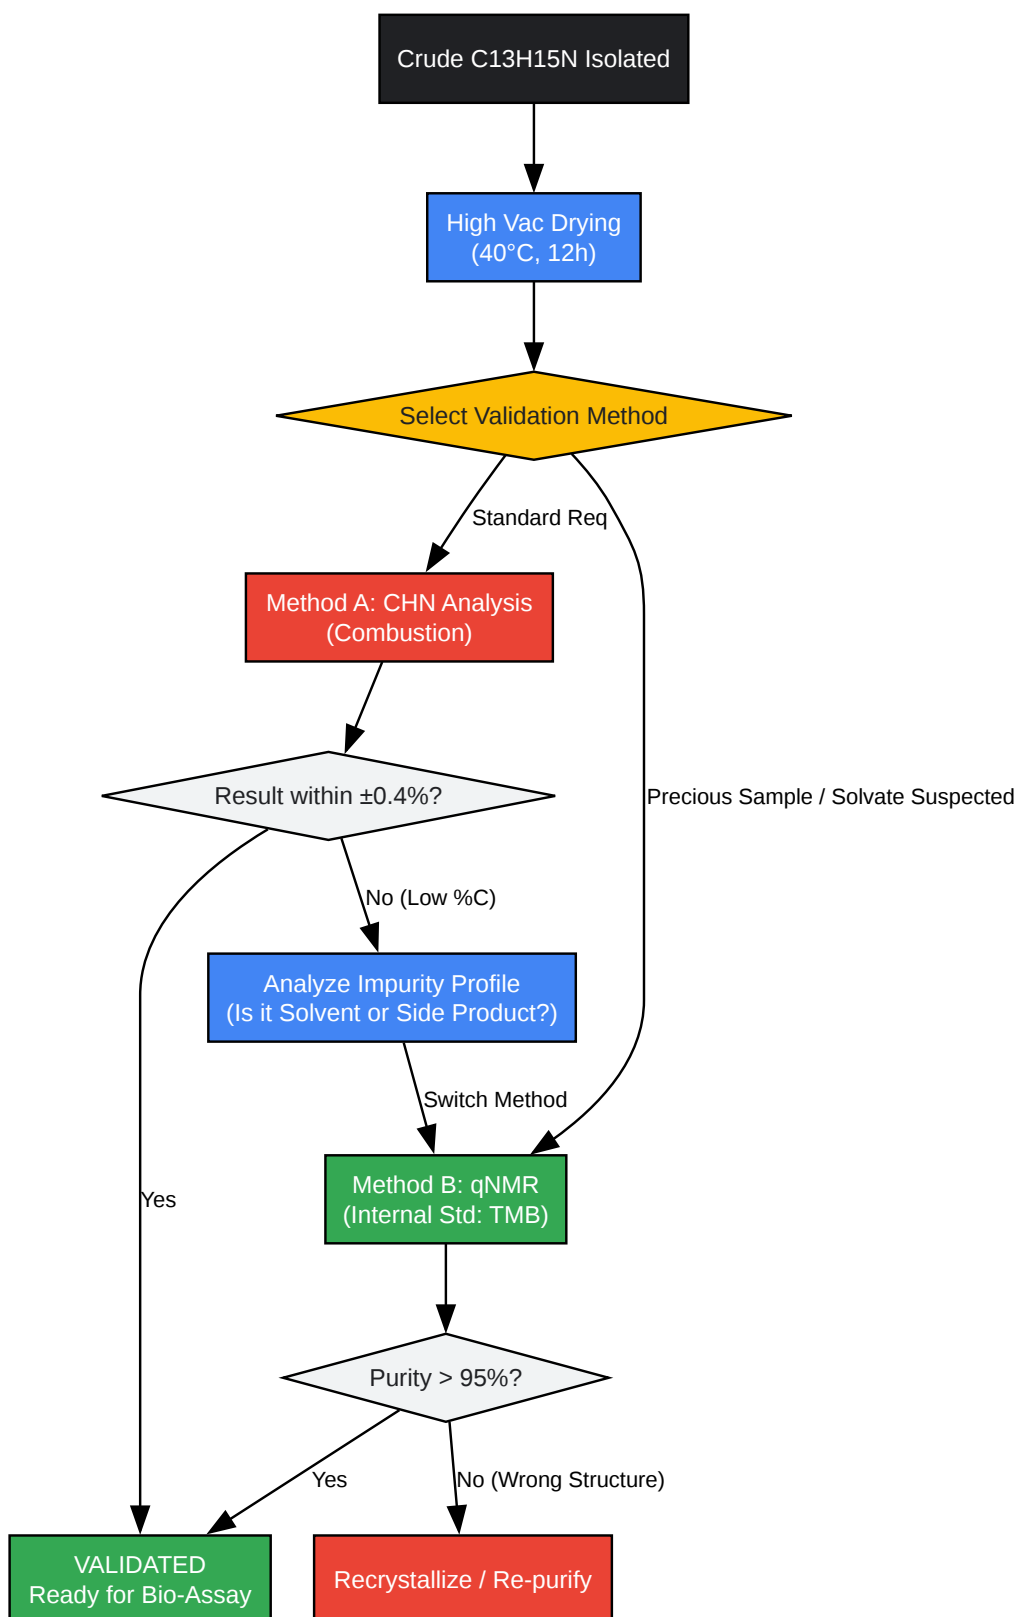 Crude C13H15N Isolated
High Vac Drying
(40°C, 12h)
Select Validation Method
Standard Req
Method A: CHN Analysis
(Combustion)
Result within ±0.4%?
Precious Sample / Solvate Suspected
No (Low %C)
Analyze Impurity Profile
(Is it Solvent or Side Product?)
Switch Method
Method B: qNMR
(Internal Std: TMB)
Yes
Purity > 95%?
Yes
No (Wrong Structure)
VALIDATED
Ready for Bio-Assay
Recrystallize / Re-purify